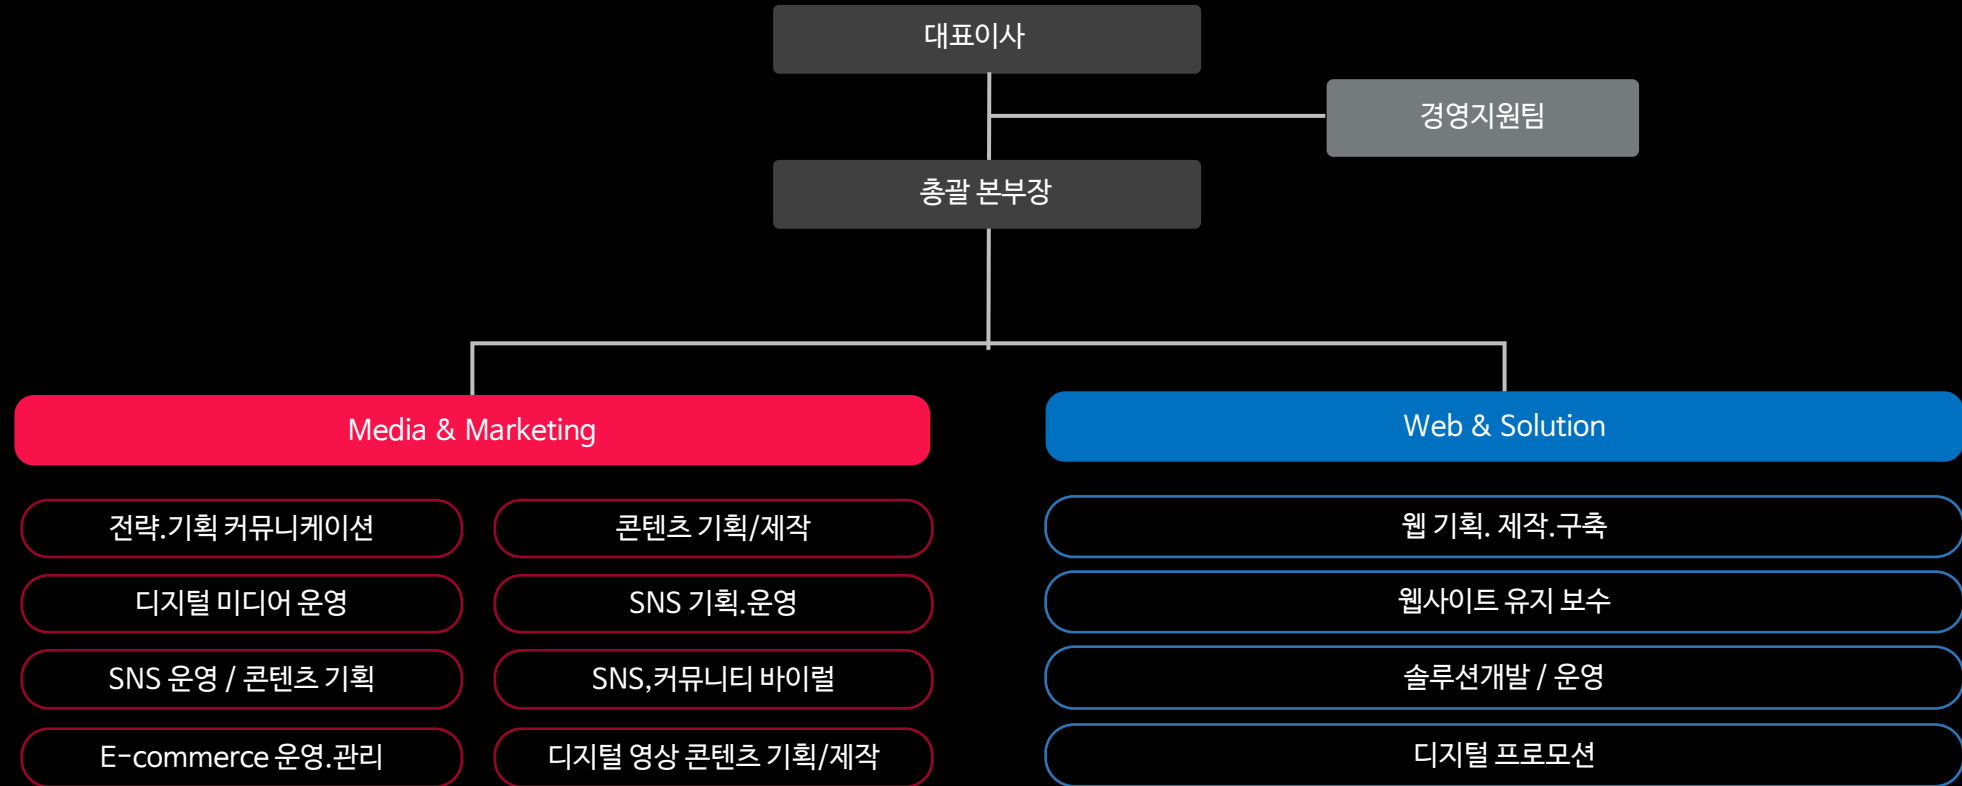 대표이사
경영지원팀
총괄 본부장
Media & Marketing
전략.기획 커뮤니케이션
콘텐츠 기획/제작
디지털 미디어 운영
SNS 기획.운영
SNS 운영 / 콘텐츠 기획
SNS,커뮤니티 바이럴
E-commerce 운영.관리
디지털 영상 콘텐츠 기획/제작
Web & Solution
웹 기획. 제작.구축
웹사이트 유지 보수
솔루션개발 / 운영
디지털 프로모션